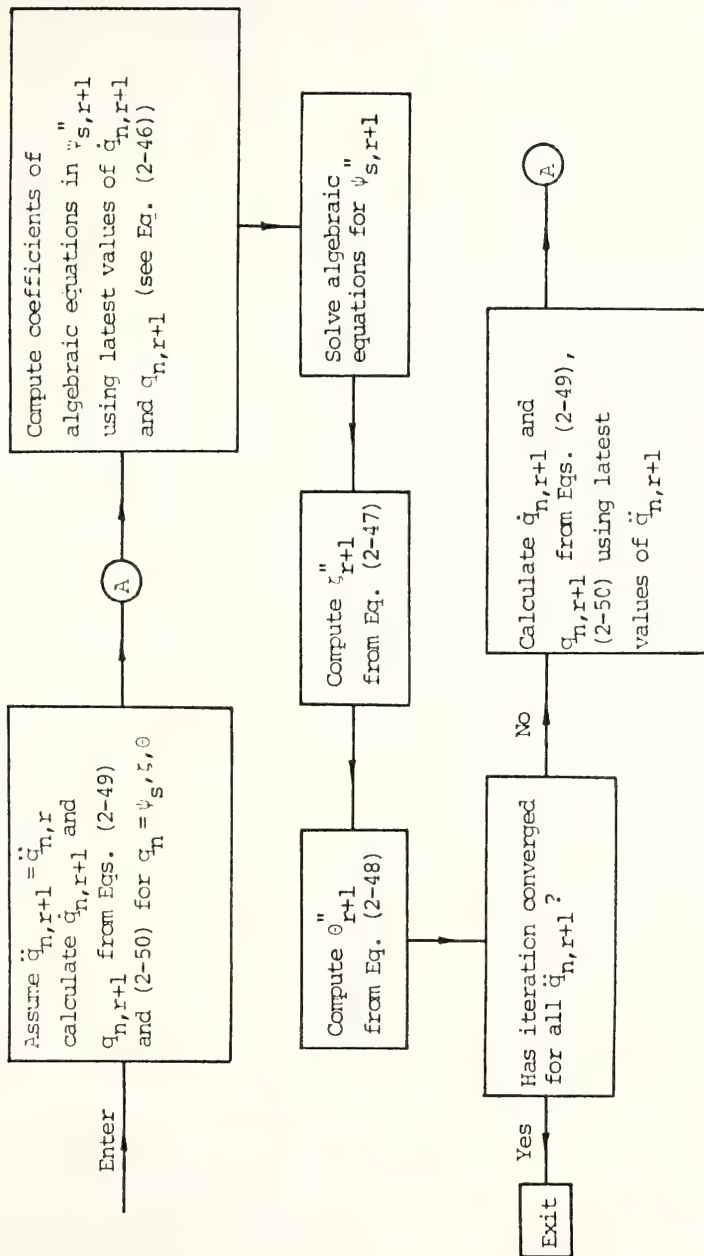 Enter
Assume q̈n,r+1 = q̈n,r
calculate q̇n,r+1 and
qn,r+1 from Eqs. (2-49)
and (2-50) for qn = ψs, ζ, Θ
A
Compute coefficients of
algebraic equations in ψ"s,r+1
using latest values of q̇n,r+1
and qn,r+1 (see Eq. (2-46))
Solve algebraic
equations for ψ"s,r+1
Compute ζ"r+1
from Eq. (2-47)
Compute Θ"r+1
from Eq. (2-48)
Has iteration converged
for all q̈n,r+1?
Yes
Exit
No
Calculate q̇n,r+1 and
qn,r+1 from Eqs. (2-49),
(2-50) using latest
values of q̈n,r+1
A